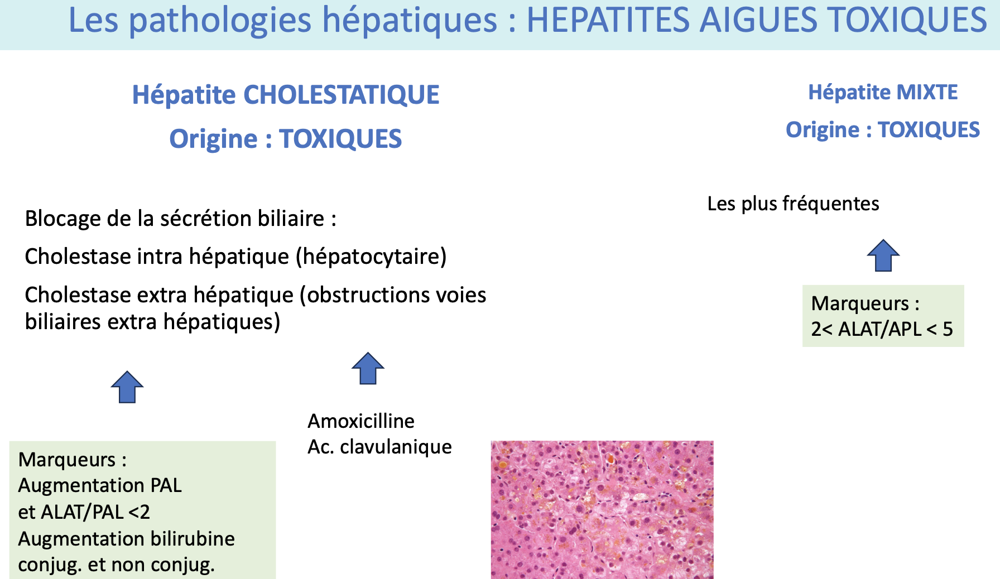 Les pathologies hépatiques : HEPATITES AIGUES TOXIQUES
Hépatite CHOLESTATIQUE
Origine : TOXIQUES
Blocage de la sécrétion biliaire :
Cholestase intra hépatique (hépatocytaire)
Cholestase extra hépatique (obstructions voies
biliaires extra hépatiques)
Amoxicilline
Ac. clavulanique
Marqueurs :
Augmentation PAL
et ALAT/PAL <2
Augmentation bilirubine
conjug. et non conjug.
Hépatite MIXTE
Origine : TOXIQUES
Les plus fréquentes
Marqueurs :
2< ALAT/APL < 5